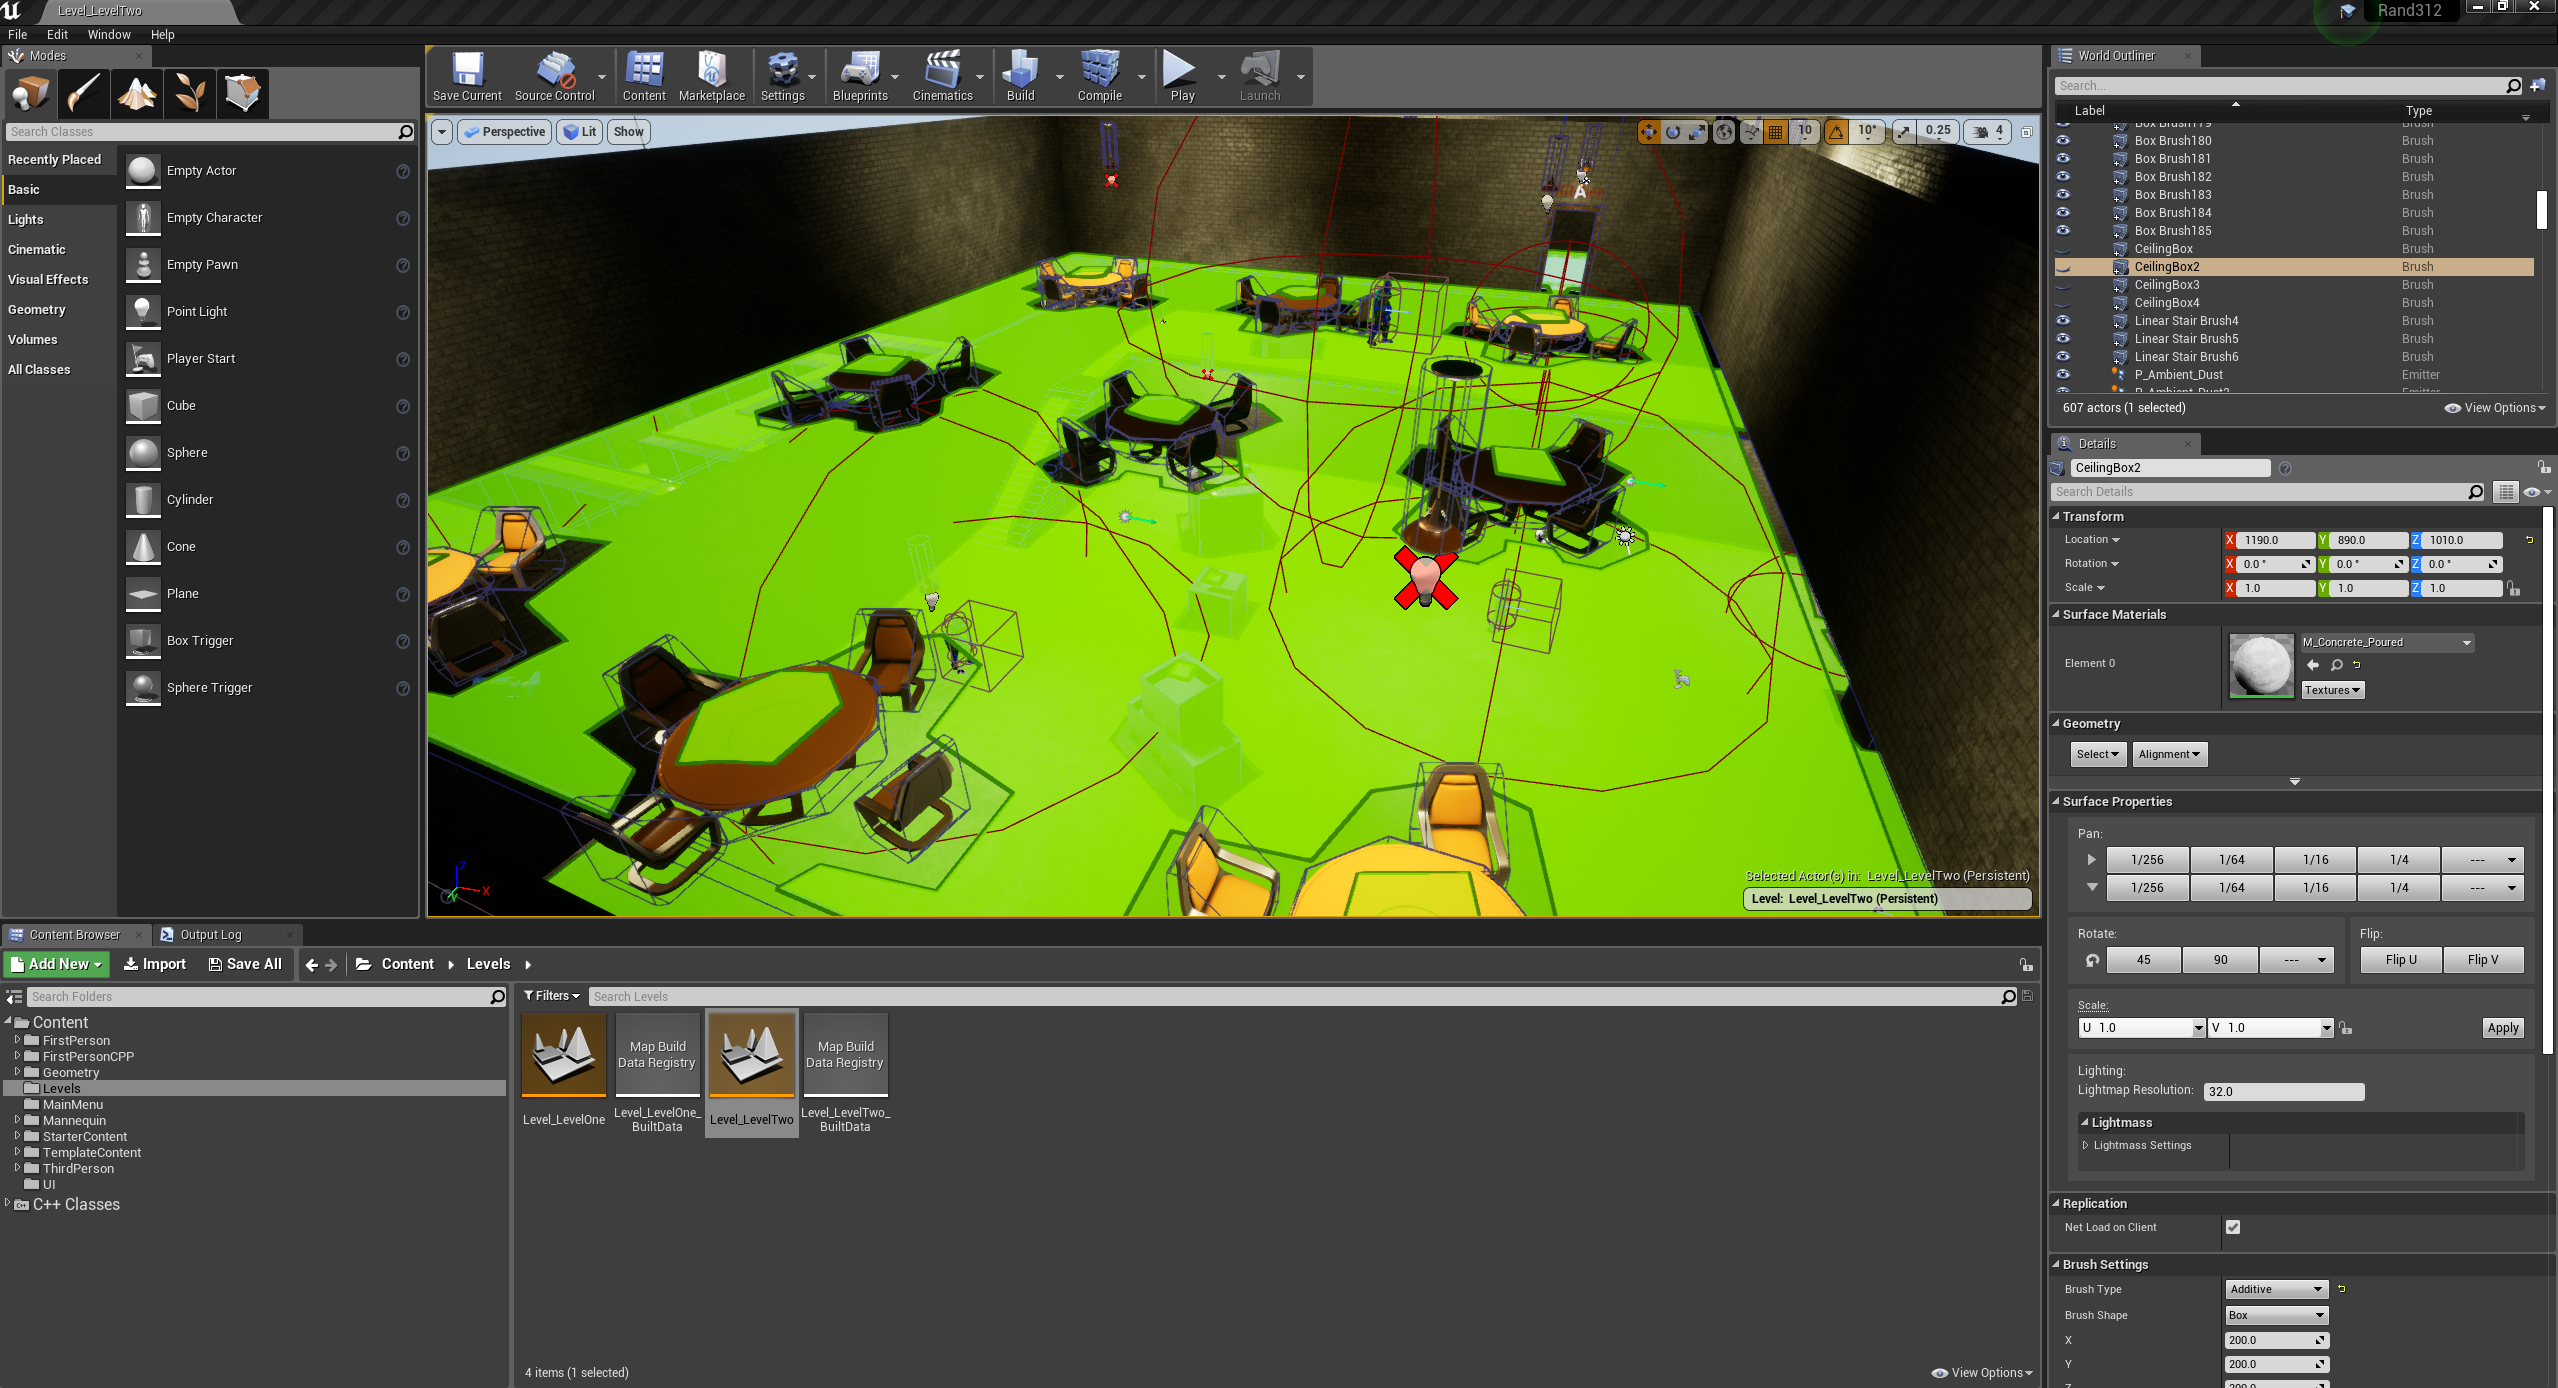 Level_LevelTwo
Rand312
File Edit Window Help
Modes
Search Classes
Recently Placed
Basic
Lights
Cinematic
Visual Effects
Geometry
Volumes
All Classes
Empty Actor
Empty Character
Empty Pawn
Point Light
Player Start
Cube
Sphere
Cylinder
Cone
Plane
Box Trigger
Sphere Trigger
Save Current Source Control Content Marketplace Settings Blueprints Cinematics Build Compile Play Launch
Perspective Lit Show
10 10° 0.25 4
A
Z X Y
Selected Actor(s) in: Level_LevelTwo (Persistent)
Level: Level_LevelTwo (Persistent)
World Outliner
Search...
Label Type
Box Brush179 Brush
Box Brush180 Brush
Box Brush181 Brush
Box Brush182 Brush
Box Brush183 Brush
Box Brush184 Brush
Box Brush185 Brush
CeilingBox Brush
CeilingBox2 Brush
CeilingBox3 Brush
CeilingBox4 Brush
Linear Stair Brush4 Brush
Linear Stair Brush5 Brush
Linear Stair Brush6 Brush
P_Ambient_Dust Emitter
P_Ambient_Dust2 Emitter
607 actors (1 selected)
View Options
Details
CeilingBox2
Search Details
Transform
Location X 1190.0 Y 890.0 Z 1010.0
Rotation X 0.0 ° Y 0.0 ° Z 0.0 °
Scale X 1.0 Y 1.0 Z 1.0
Surface Materials
Element 0
M_Concrete_Poured
Textures
Geometry
Select Alignment
Surface Properties
Pan:
1/256 1/64 1/16 1/4 ---
1/256 1/64 1/16 1/4 ---
Rotate: Flip:
45 90 --- Flip U Flip V
Scale:
U 1.0 V 1.0 Apply
Lighting:
Lightmap Resolution: 32.0
Lightmass
Lightmass Settings
Replication
Net Load on Client
Brush Settings
Brush Type Additive
Brush Shape Box
X 200.0
Y 200.0
Z 200.0
Content Browser Output Log
Add New Import Save All Content Levels
Search Folders
Content
FirstPerson
FirstPersonCPP
Geometry
Levels
MainMenu
Mannequin
StarterContent
TemplateContent
ThirdPerson
UI
C++ Classes
Filters Search Levels
Level_LevelOne
Map Build
Data Registry
Level_LevelOne_
BuiltData
Level_LevelTwo
Map Build
Data Registry
Level_LevelTwo_
BuiltData
4 items (1 selected)
View Options